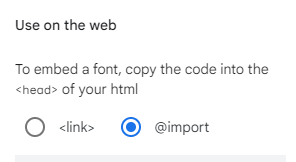 Use on the web
To embed a font, copy the code into the
<head> of your html
<link> @import